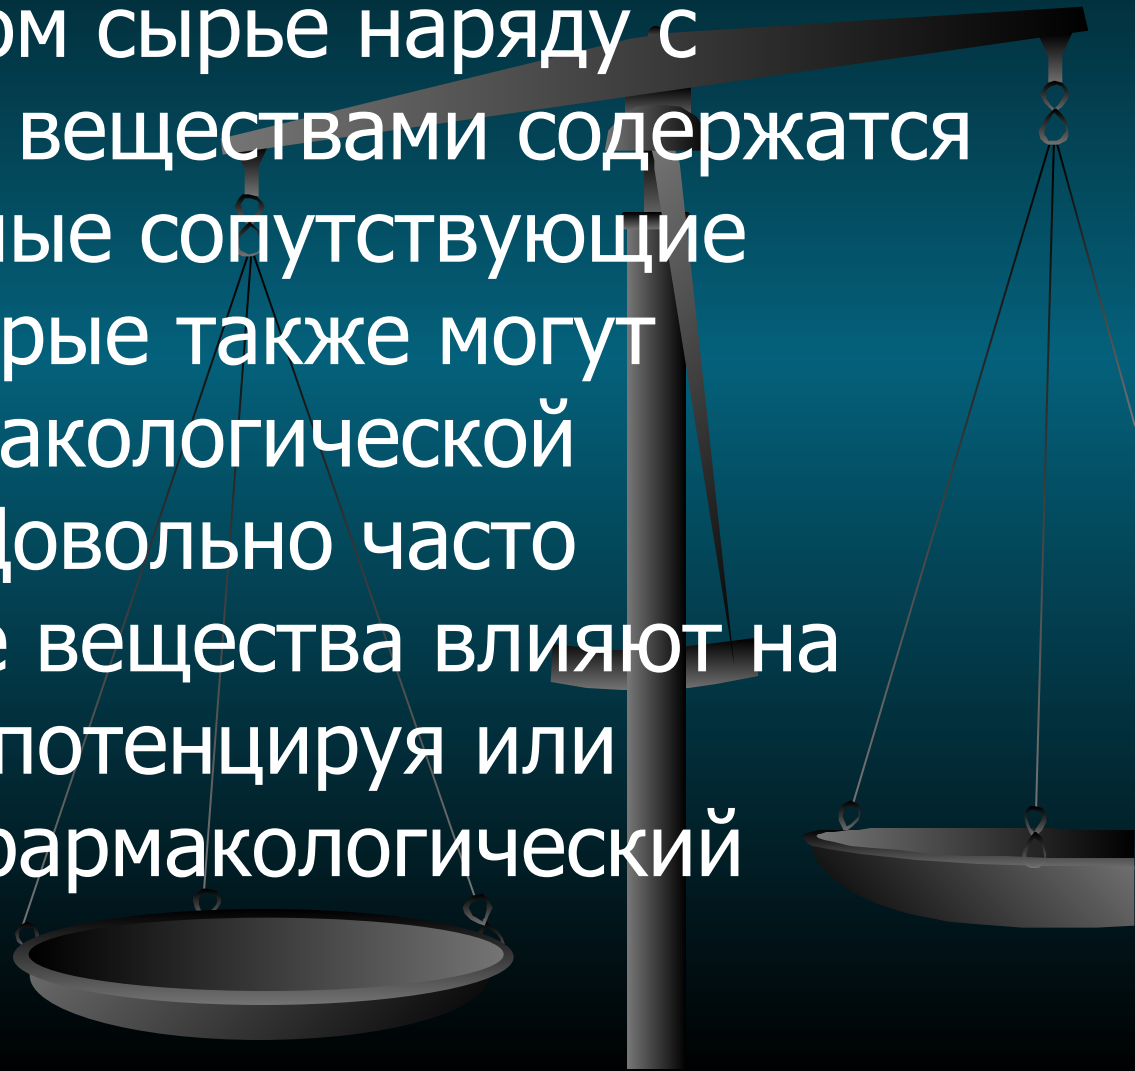 ом сырье наряду с
веществами содержатся
ные сопутствующие
рые также могут
акологической
Довольно часто
е вещества влияют на
потенцируя или
фармакологический